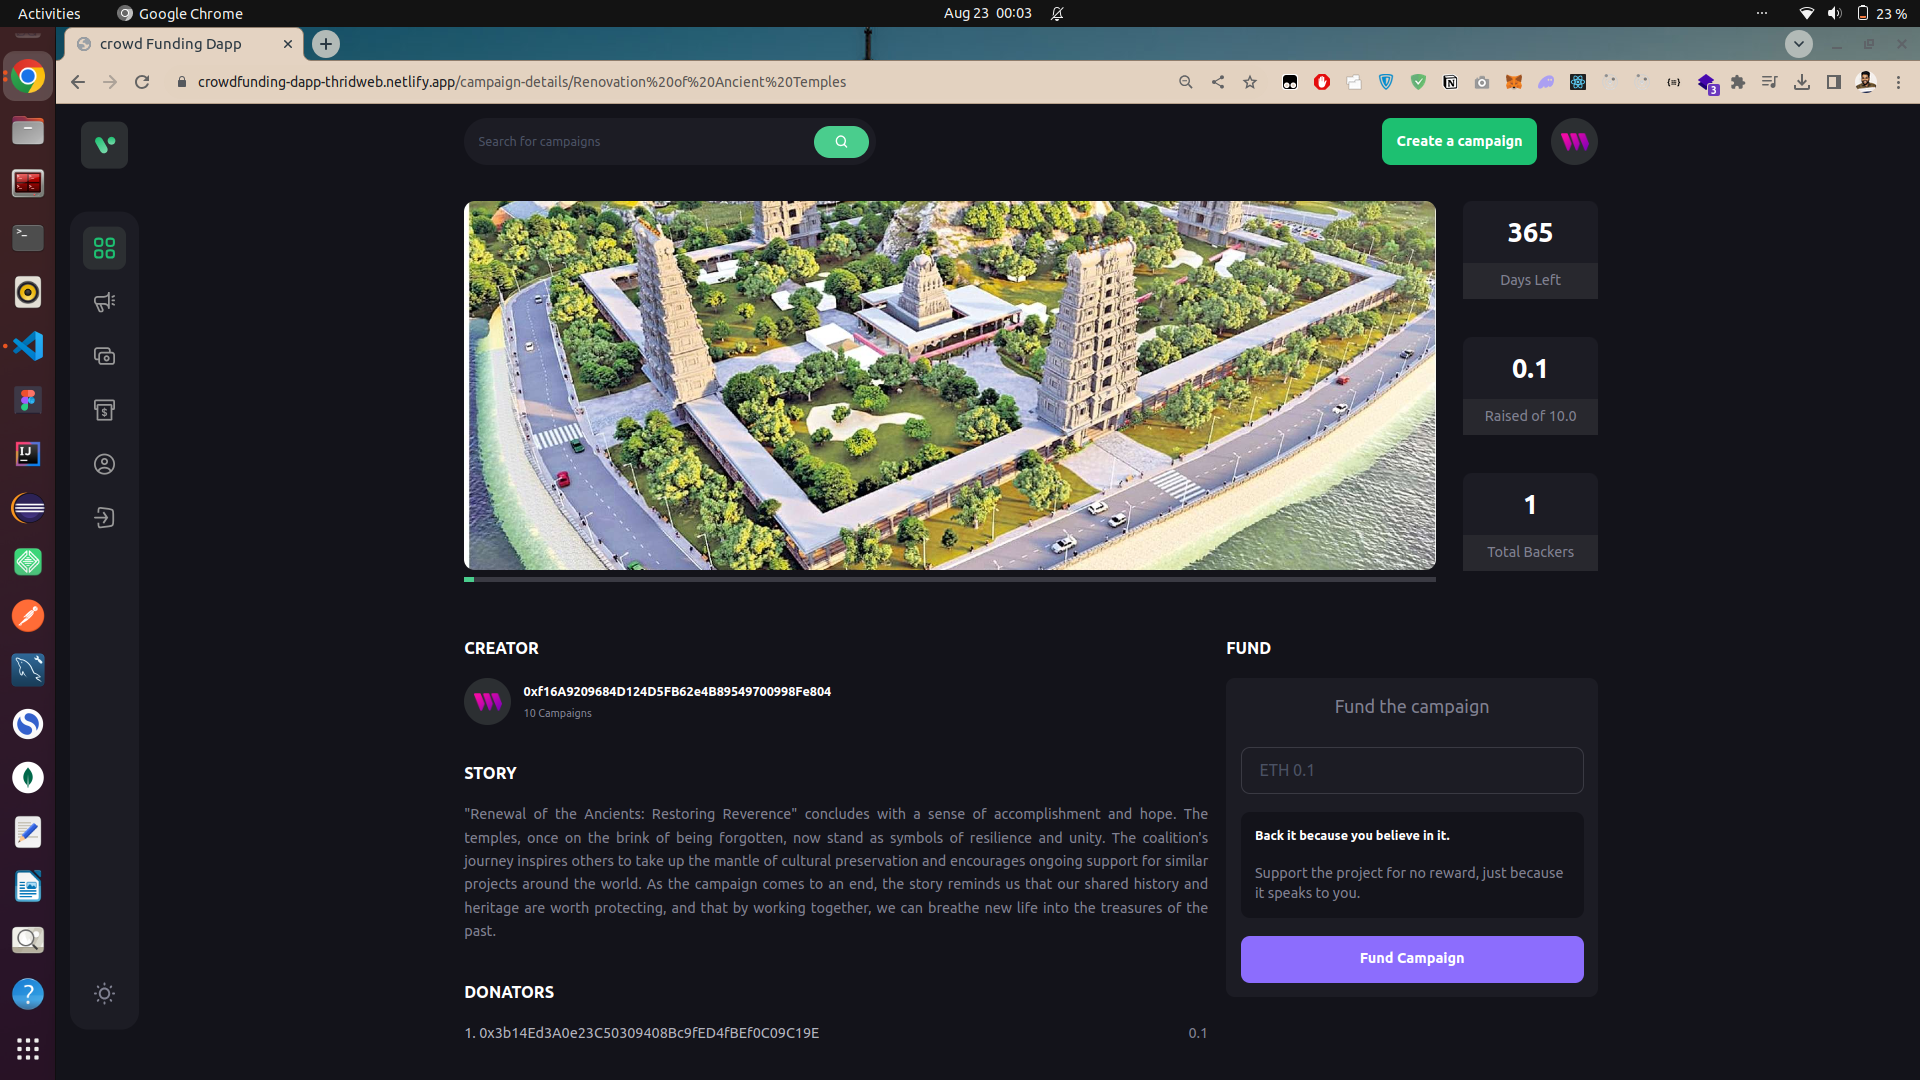 Activities
Google Chrome
Aug 23 00:03
23 %
crowd Funding Dapp
crowdfunding-dapp-thridweb.netlify.app/campaign-details/Renovation%20of%20Ancient%20Temples
3
Search for campaigns
Create a campaign
365
Days Left
0.1
Raised of 10.0
1
Total Backers
CREATOR
0xf16A9209684D124D5FB62e4B89549700998Fe804
10 Campaigns
STORY
"Renewal of the Ancients: Restoring Reverence" concludes with a sense of accomplishment and hope. The
temples, once on the brink of being forgotten, now stand as symbols of resilience and unity. The coalition's
journey inspires others to take up the mantle of cultural preservation and encourages ongoing support for similar
projects around the world. As the campaign comes to an end, the story reminds us that our shared history and
heritage are worth protecting, and that by working together, we can breathe new life into the treasures of the
past.
DONATORS
1. 0x3b14Ed3A0e23C50309408Bc9fED4fBEf0C09C19E
0.1
FUND
Fund the campaign
ETH 0.1
Back it because you believe in it.
Support the project for no reward, just because
it speaks to you.
Fund Campaign